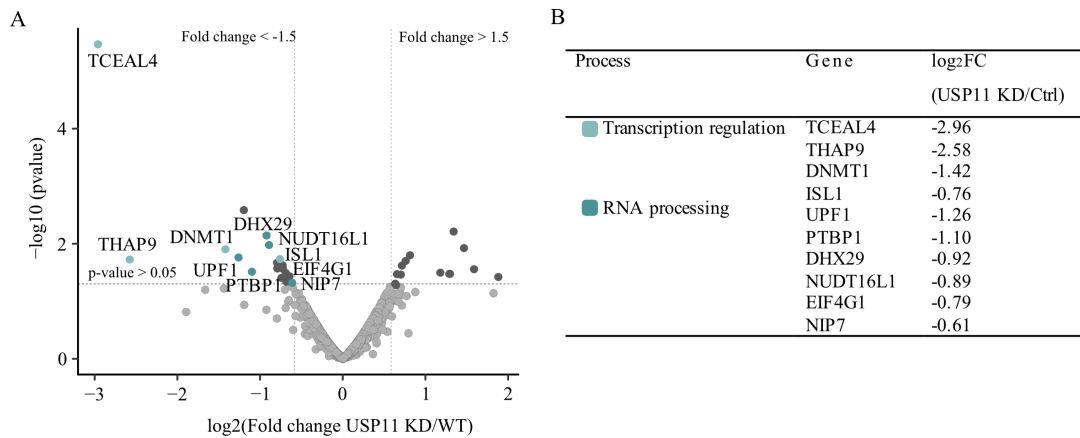 A
Fold change < -1.5
Fold change > 1.5
TCEAL4
4
DHX29
DNMT1
NUDT16L1
THAP9
2
ISL1
p-value > 0.05
UPF1
EIF4G1
PTBP1
NIP7
0
−log10 (pvalue)
−3 −2 −1 0 1 2
log2(Fold change USP11 KD/WT)
B
Process Gene log2FC
(USP11 KD/Ctrl)
Transcription regulation TCEAL4 -2.96
THAP9 -2.58
DNMT1 -1.42
ISL1 -0.76
RNA processing UPF1 -1.26
PTBP1 -1.10
DHX29 -0.92
NUDT16L1 -0.89
EIF4G1 -0.79
NIP7 -0.61